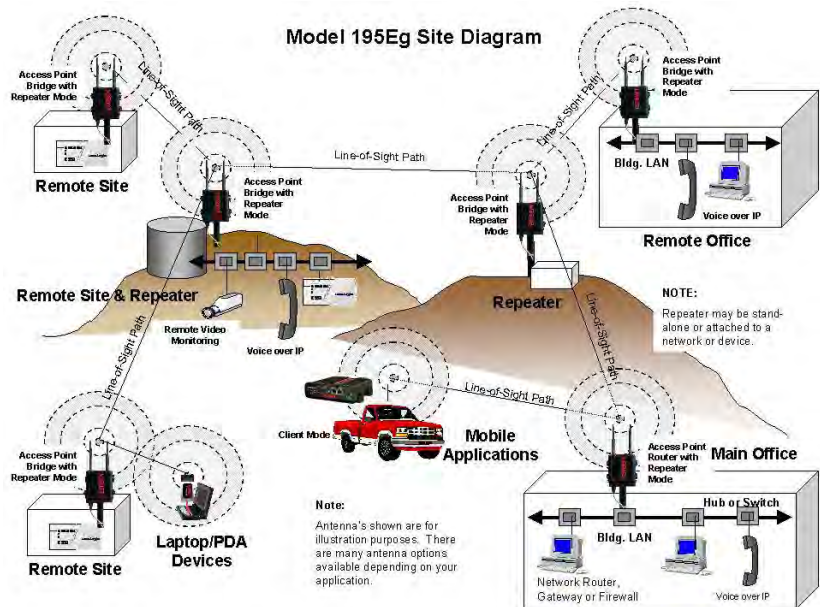 Model 195Eg Site Diagram
Access Point
Bridge with
Repeater Mode
Line-of-Sight Path
Remote Site
Access Point
Bridge with
Repeater
Mode
Line-of-Sight Path
Access Point
Bridge with
Repeater
Mode
Line-of-Sight Path
Access Point
Bridge with
Repeater
Mode
Bldg. LAN
Voice over IP
Remote Office
Remote Site & Repeater
Remote Video
Monitoring
Voice over IP
Repeater
NOTE:
Repeater may be stand-
alone or attached to a
network or device.
Line-of-Sight Path
Line-of-Sight Path
Line-of-Sight Path
Client Mode
Mobile
Applications
Access Point
Bridge with
Repeater Mode
Remote Site
Laptop/PDA
Devices
Note:
Antenna's shown are for
illustration purposes. There
are many antenna options
available depending on your
application.
Access Point
Router with
Repeater
Mode
Main Office
Hub or Switch
Bldg. LAN
Network Router,
Gateway or Firewall
Voice over IP